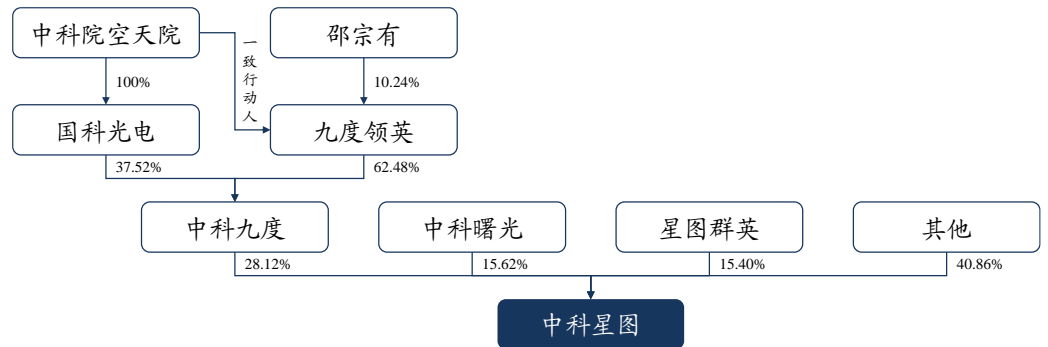 中科院空天院
邵宗有
一致行动人
100%
10.24%
国科光电
九度领英
37.52%
62.48%
中科九度
中科曙光
星图群英
其他
28.12%
15.62%
15.40%
40.86%
中科星图